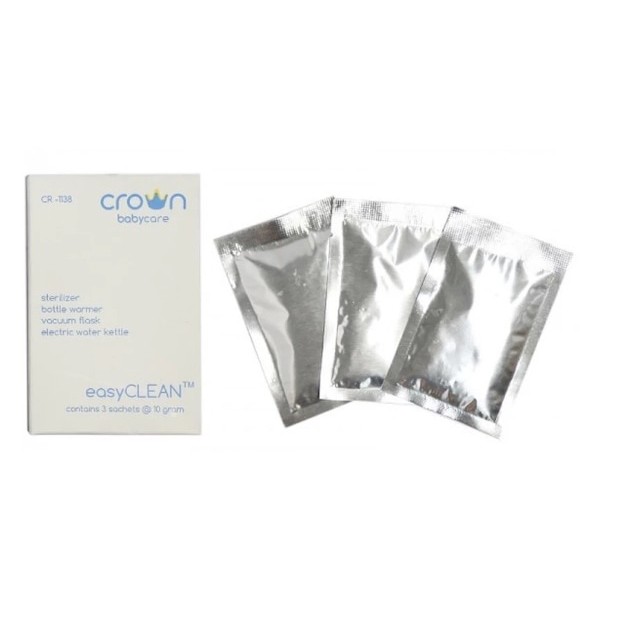 CR -1138
crown
babycare
sterilizer
bottle warmer
vacuum flask
electric water kettle
easyCLEAN™
contains 3 sachets @ 10 gram